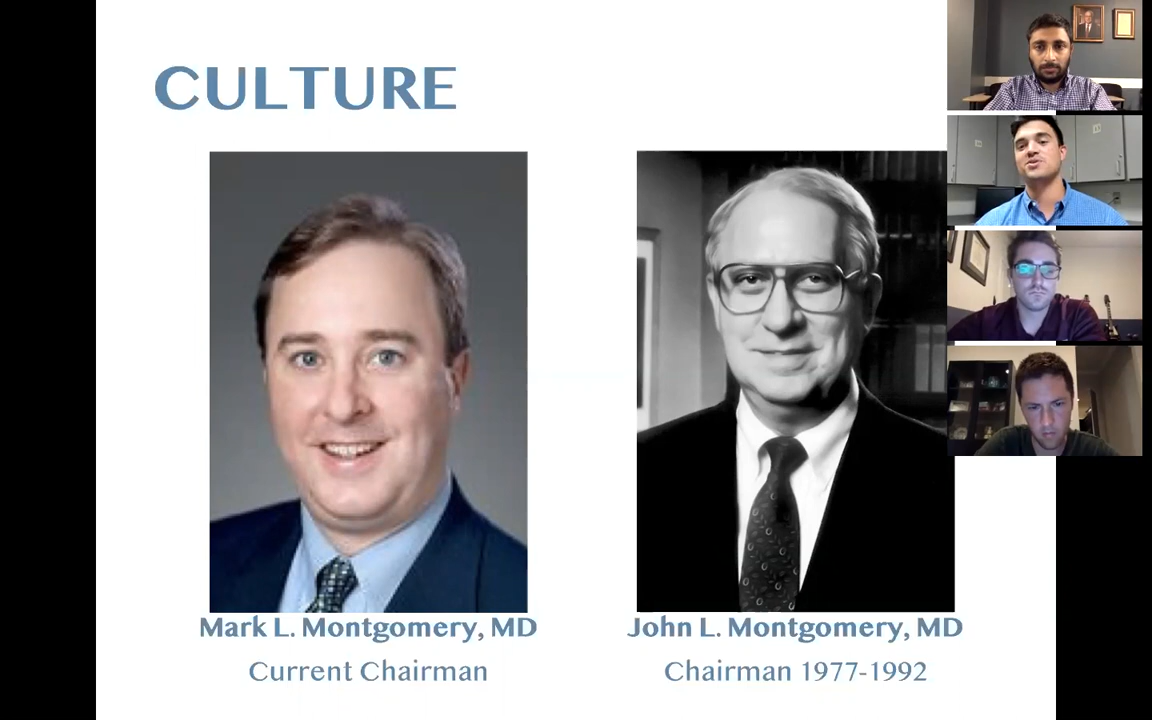 CULTURE
Mark L. Montgomery, MD
Current Chairman
John L. Montgomery, MD
Chairman 1977-1992